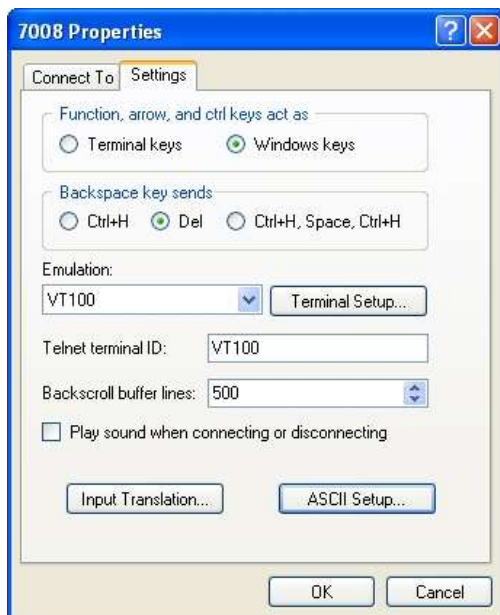 7008 Properties
Connect To Settings
Function, arrow, and ctrl keys act as
Terminal keys Windows keys
Backspace key sends
Ctrl+H Del Ctrl+H, Space, Ctrl+H
Emulation:
VT100 Terminal Setup...
Telnet terminal ID: VT100
Backscroll buffer lines: 500
Play sound when connecting or disconnecting
Input Translation... ASCII Setup...
OK Cancel